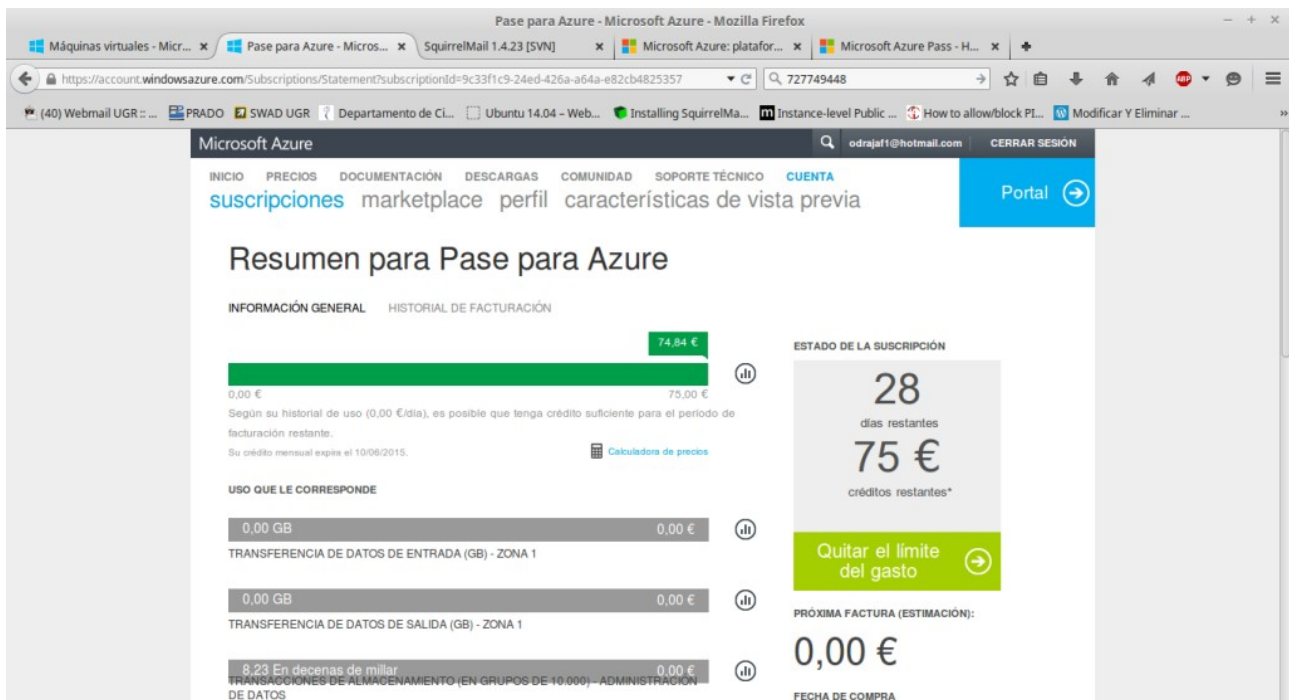 Pase para Azure - Microsoft Azure - Mozilla Firefox
Máquinas virtuales - Micr... Pase para Azure - Micros... SquirrelMail 1.4.23 [SVN] Microsoft Azure: platafor... Microsoft Azure Pass - H...
https://account.windowsazure.com/Subscriptions/Statement?subscriptionId=9c33f1c9-24ed-426a-a64a-e82cb4825357 727749448
(40) Webmail UGR :: ... PRADO SWAD UGR Departamento de Ci... Ubuntu 14.04 – Web... Installing SquirrelMa... Instance-level Public ... How to allow/block PI... Modificar Y Eliminar ...
Microsoft Azure odrajaf1@hotmail.com CERRAR SESIÓN
INICIO PRECIOS DOCUMENTACIÓN DESCARGAS COMUNIDAD SOPORTE TÉCNICO CUENTA
suscripciones marketplace perfil características de vista previa
Portal
Resumen para Pase para Azure
INFORMACIÓN GENERAL HISTORIAL DE FACTURACIÓN
74,84 €
0,00 € 75,00 €
Según su historial de uso (0,00 €/día), es posible que tenga crédito suficiente para el período de
facturación restante.
Su crédito mensual expira el 10/06/2015.
Calculadora de precios
USO QUE LE CORRESPONDE
0,00 GB 0,00 €
TRANSFERENCIA DE DATOS DE ENTRADA (GB) - ZONA 1
0,00 GB 0,00 €
TRANSFERENCIA DE DATOS DE SALIDA (GB) - ZONA 1
8,23 En decenas de millar 0,00 €
TRANSACCIONES DE ALMACENAMIENTO (EN GRUPOS DE 10.000) - ADMINISTRACIÓN
DE DATOS
ESTADO DE LA SUSCRIPCIÓN
28
días restantes
75 €
créditos restantes*
Quitar el límite
del gasto
PRÓXIMA FACTURA (ESTIMACIÓN):
0,00 €
FECHA DE COMPRA